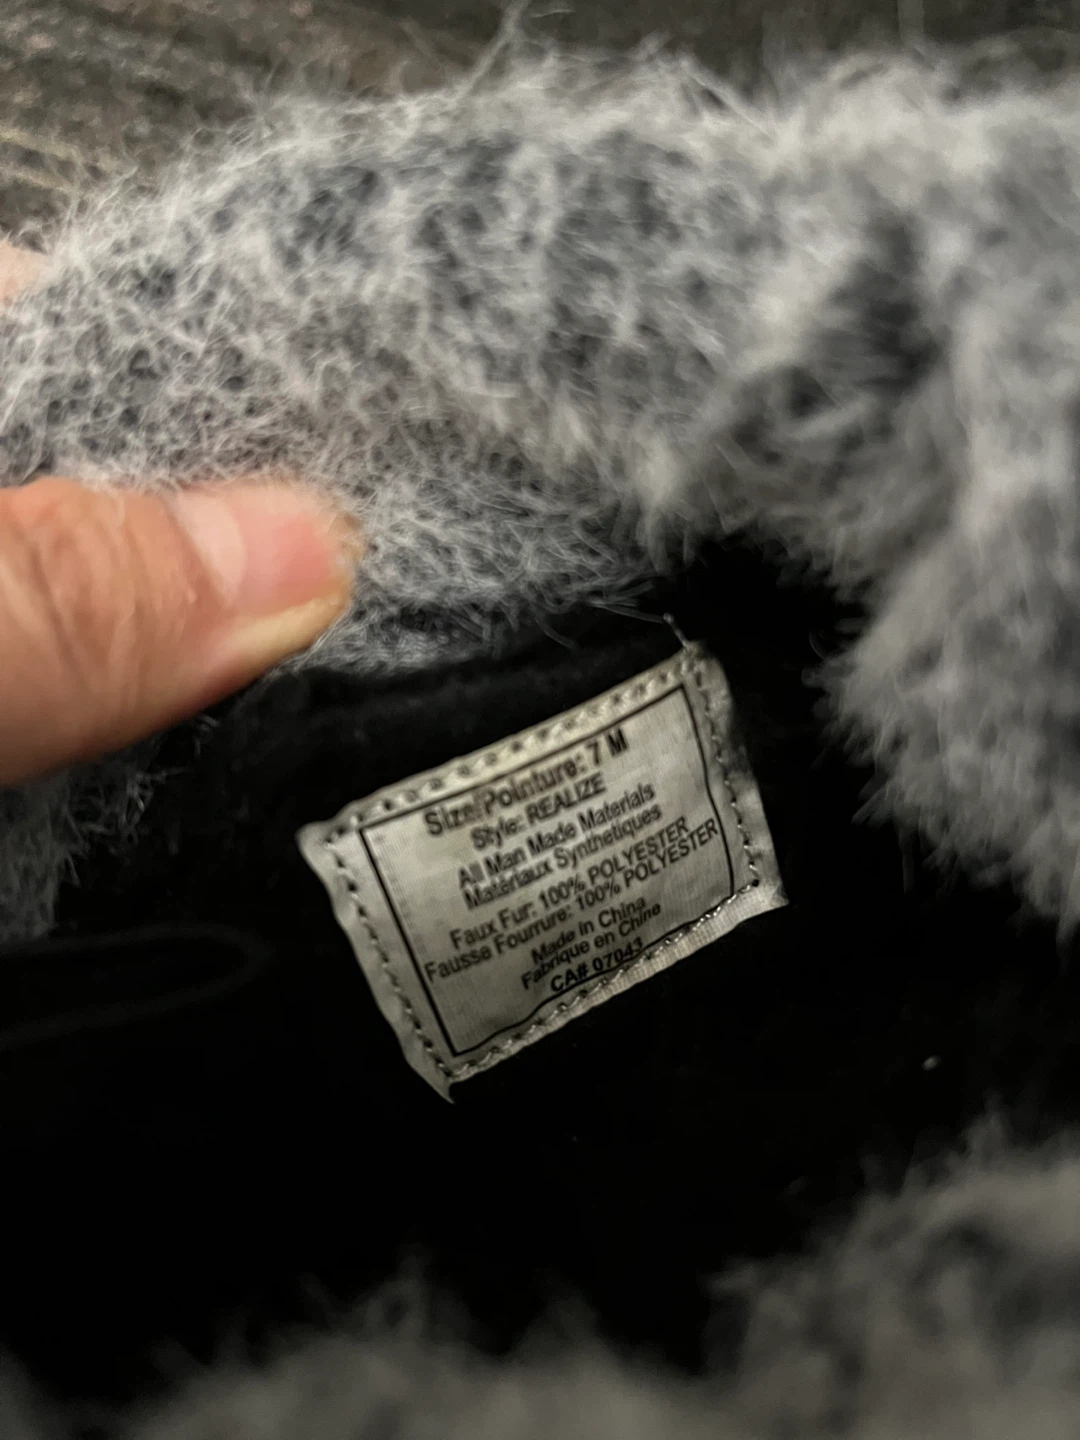 Size/Pointure: 7 M
Style: REALIZE
All Man Made Materials
Matériaux Synthetiques
Faux Fur: 100% POLYESTER
Fausse Fourrure: 100% POLYESTER
Made in China
Fabrique en Chine
CA# 07043